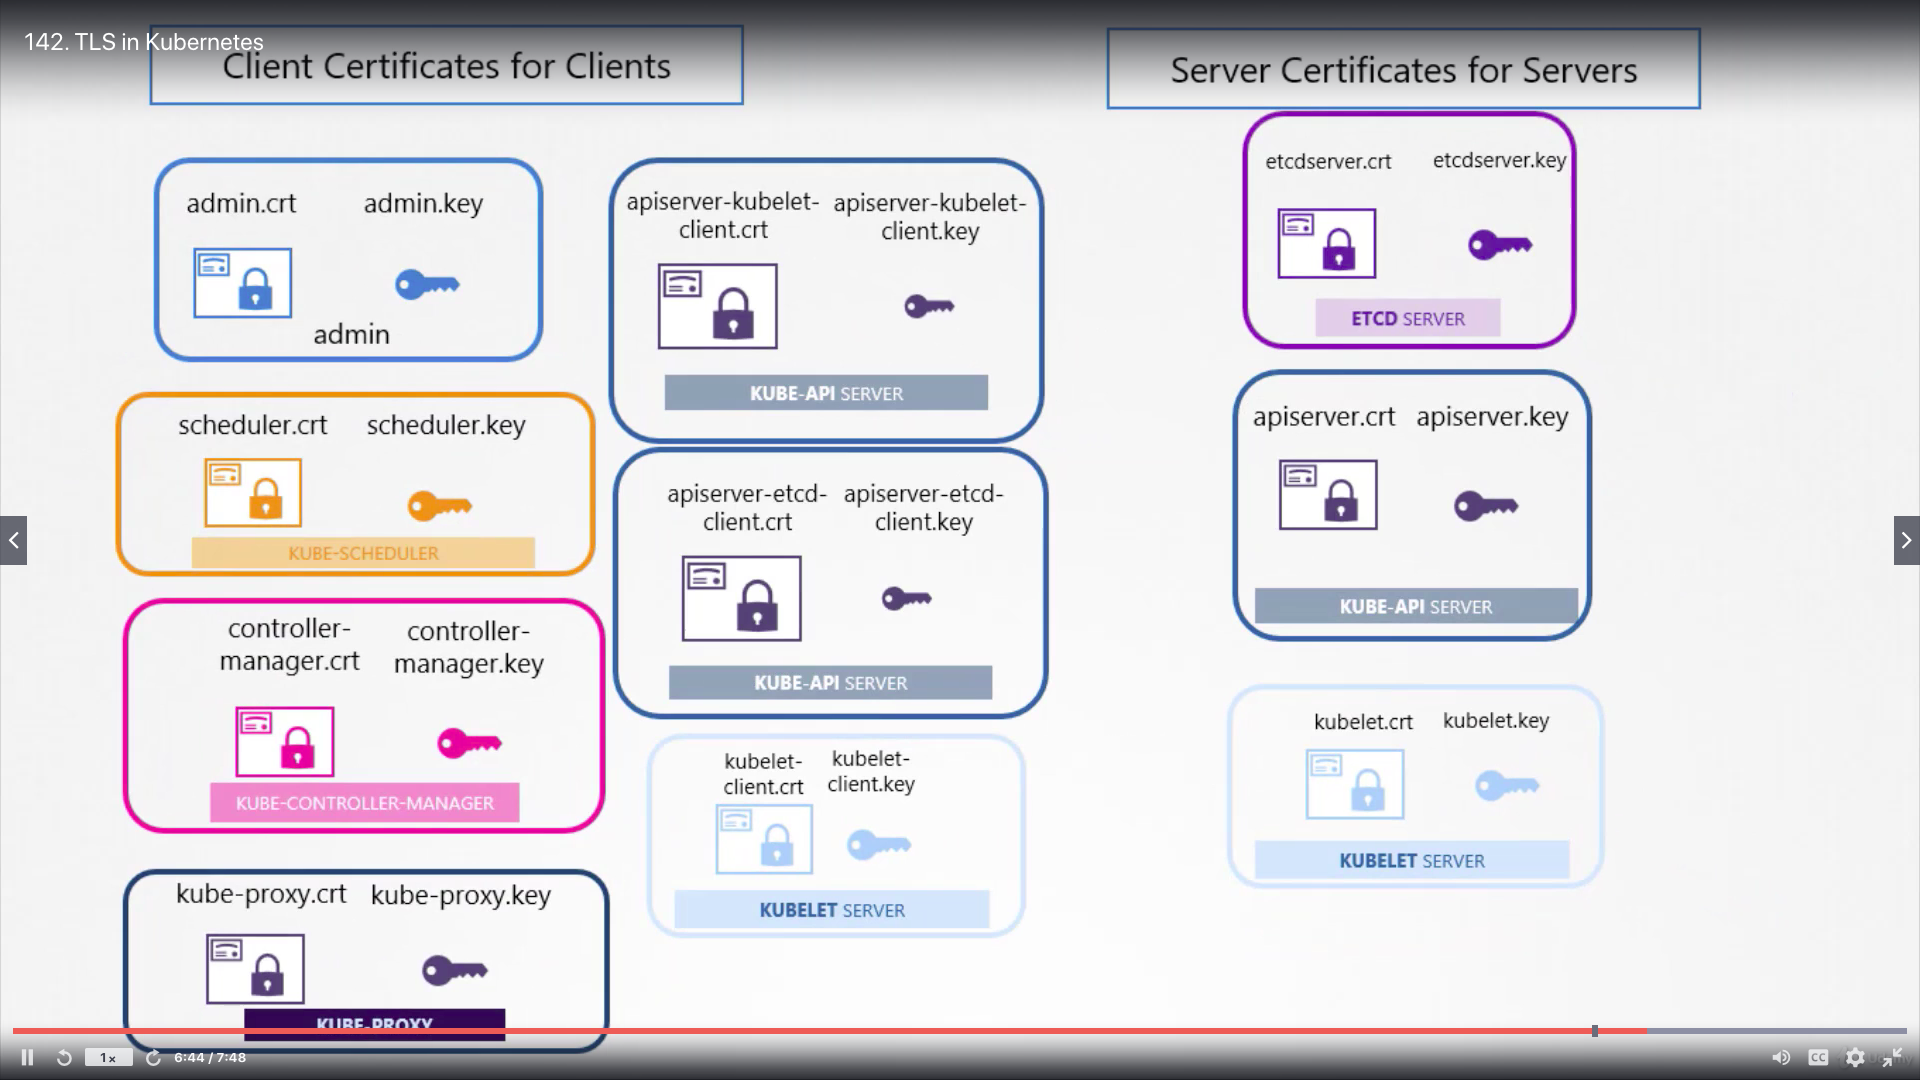 142. TLS in Kubernetes
Client Certificates for Clients
Server Certificates for Servers
admin.crt
admin.key
admin
scheduler.crt
scheduler.key
KUBE-SCHEDULER
controller-
manager.crt
controller-
manager.key
KUBE-CONTROLLER-MANAGER
kube-proxy.crt
kube-proxy.key
KUBE-PROXY
apiserver-kubelet-
client.crt
apiserver-kubelet-
client.key
KUBE-API SERVER
apiserver-etcd-
client.crt
apiserver-etcd-
client.key
KUBE-API SERVER
kubelet-
client.crt
kubelet-
client.key
KUBELET SERVER
etcdserver.crt
etcdserver.key
ETCD SERVER
apiserver.crt
apiserver.key
KUBE-API SERVER
kubelet.crt
kubelet.key
KUBELET SERVER
1x
6:44 / 7:48
CC